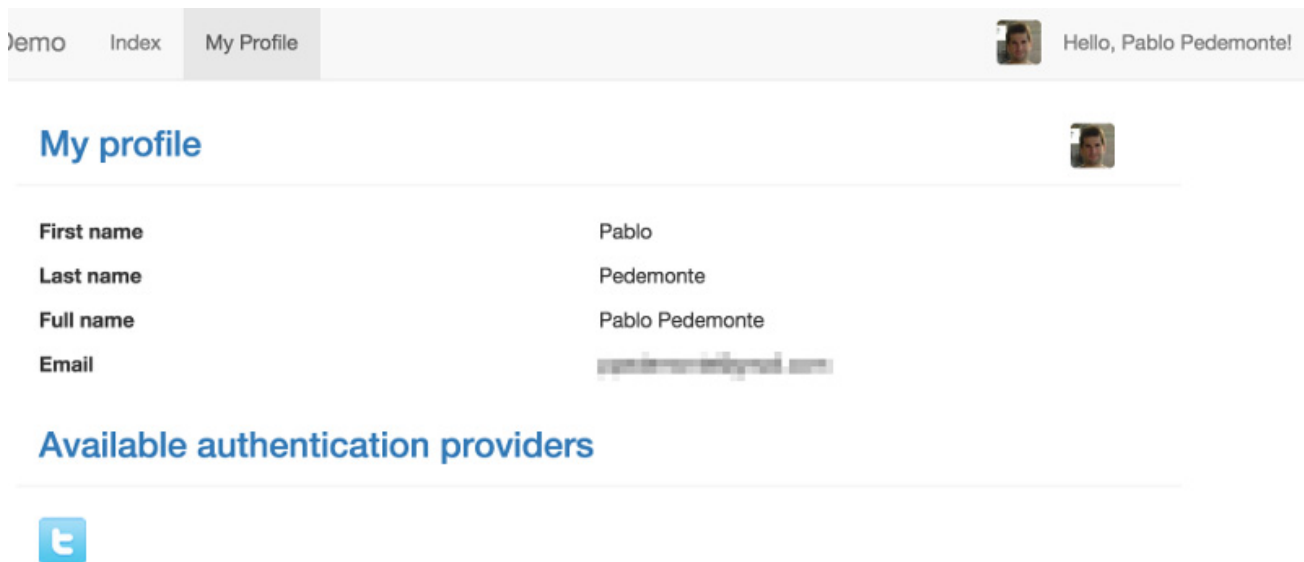 Demo Index My Profile Hello, Pablo Pedemonte!
My profile
First name Pablo
Last name Pedemonte
Full name Pablo Pedemonte
Email
Available authentication providers